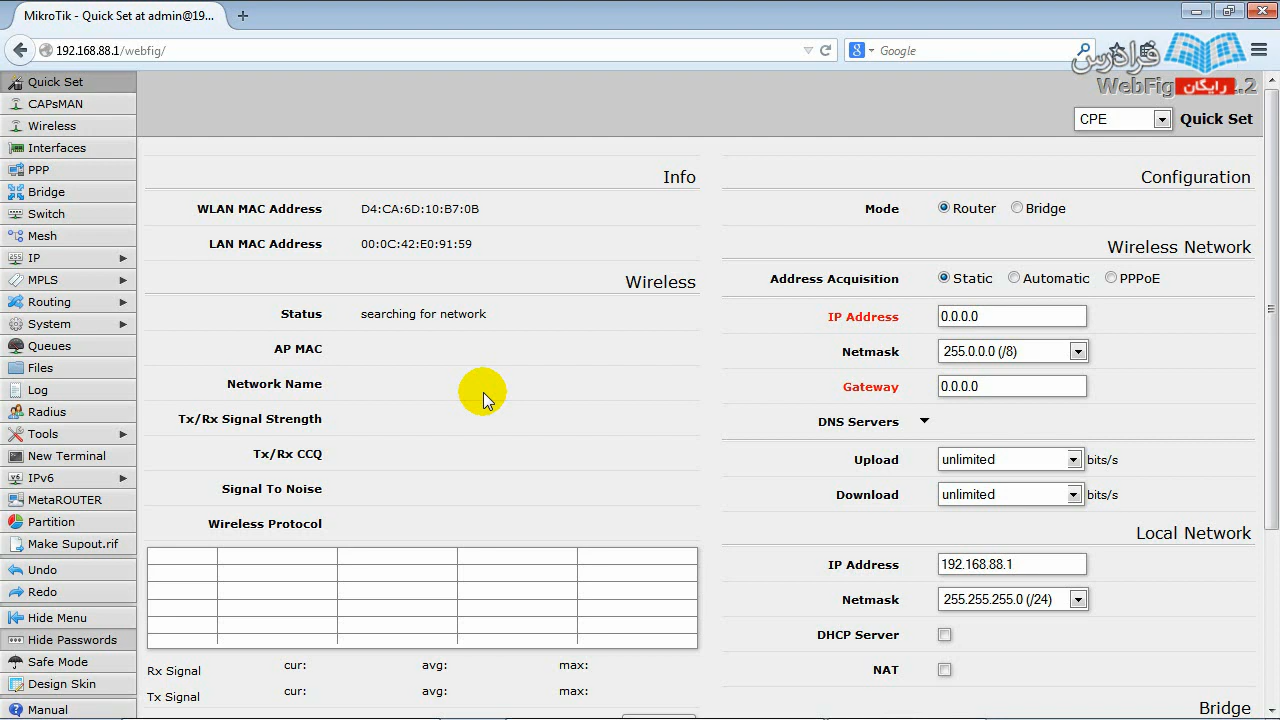 MikroTik - Quick Set at admin@19...
192.168.88.1/webfig/
Google
فرادرس
رایگان
WebFig
2.2
CPE
Quick Set
Quick Set
CAPsMAN
Wireless
Interfaces
PPP
Bridge
Switch
Mesh
IP
MPLS
Routing
System
Queues
Files
Log
Radius
Tools
New Terminal
IPv6
MetaROUTER
Partition
Make Supout.rif
Undo
Redo
Hide Menu
Hide Passwords
Safe Mode
Design Skin
Manual
Info
WLAN MAC Address D4:CA:6D:10:B7:0B
LAN MAC Address 00:0C:42:E0:91:59
Wireless
Status searching for network
AP MAC
Network Name
Tx/Rx Signal Strength
Tx/Rx CCQ
Signal To Noise
Wireless Protocol
Rx Signal cur: avg: max:
Tx Signal cur: avg: max:
Configuration
Mode Router Bridge
Wireless Network
Address Acquisition Static Automatic PPPoE
IP Address 0.0.0.0
Netmask 255.0.0.0 (/8)
Gateway 0.0.0.0
DNS Servers
Upload unlimited bits/s
Download unlimited bits/s
Local Network
IP Address 192.168.88.1
Netmask 255.255.255.0 (/24)
DHCP Server
NAT
Bridge